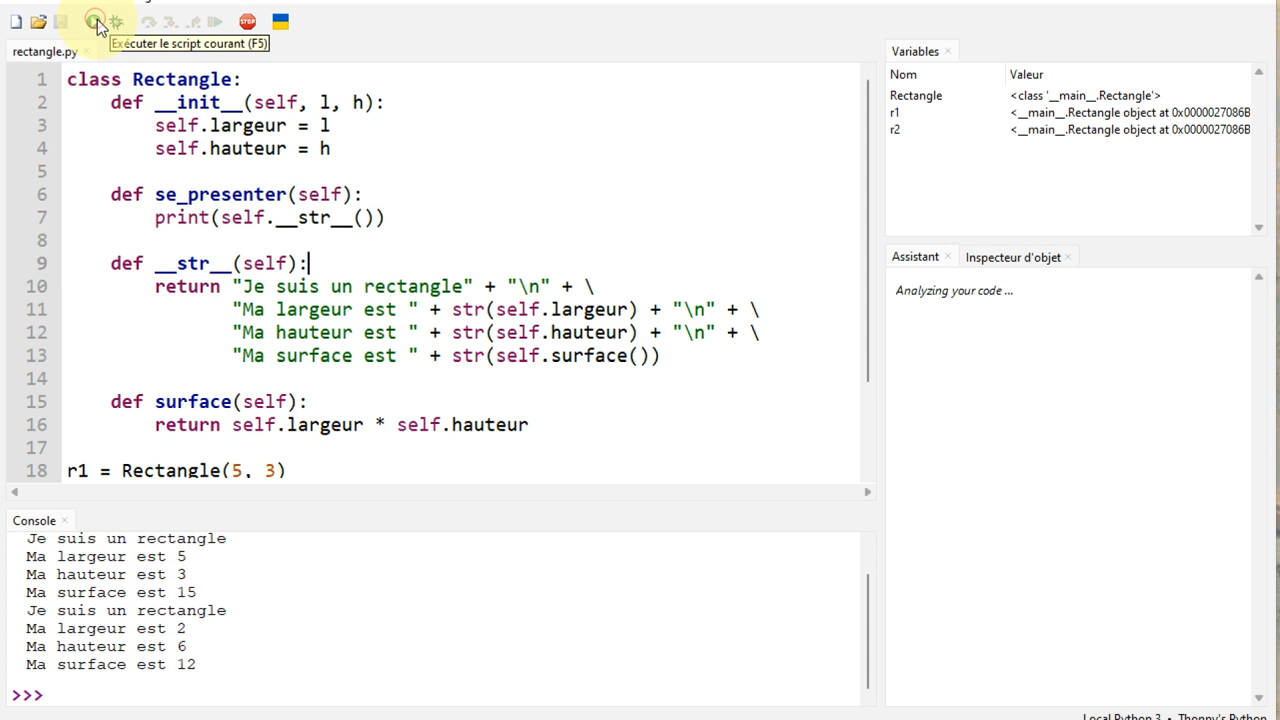 STOP
Exécuter le script courant (F5)
rectangle.py ×
1 class Rectangle:
2     def __init__(self, l, h):
3         self.largeur = l
4         self.hauteur = h
5
6     def se_presenter(self):
7         print(self.__str__())
8
9     def __str__(self):
10         return "Je suis un rectangle" + "\n" + \
11                "Ma largeur est " + str(self.largeur) + "\n" + \
12                "Ma hauteur est " + str(self.hauteur) + "\n" + \
13                "Ma surface est " + str(self.surface())
14
15     def surface(self):
16         return self.largeur * self.hauteur
17
18 r1 = Rectangle(5, 3)
Console ×
Je suis un rectangle
Ma largeur est 5
Ma hauteur est 3
Ma surface est 15
Je suis un rectangle
Ma largeur est 2
Ma hauteur est 6
Ma surface est 12
>>>
Variables ×
Nom Valeur
Rectangle <class '__main__.Rectangle'>
r1 <__main__.Rectangle object at 0x0000027086B
r2 <__main__.Rectangle object at 0x0000027086B
Assistant × Inspecteur d'objet ×
Analyzing your code ...
Local Python 3 • Thonny's Python